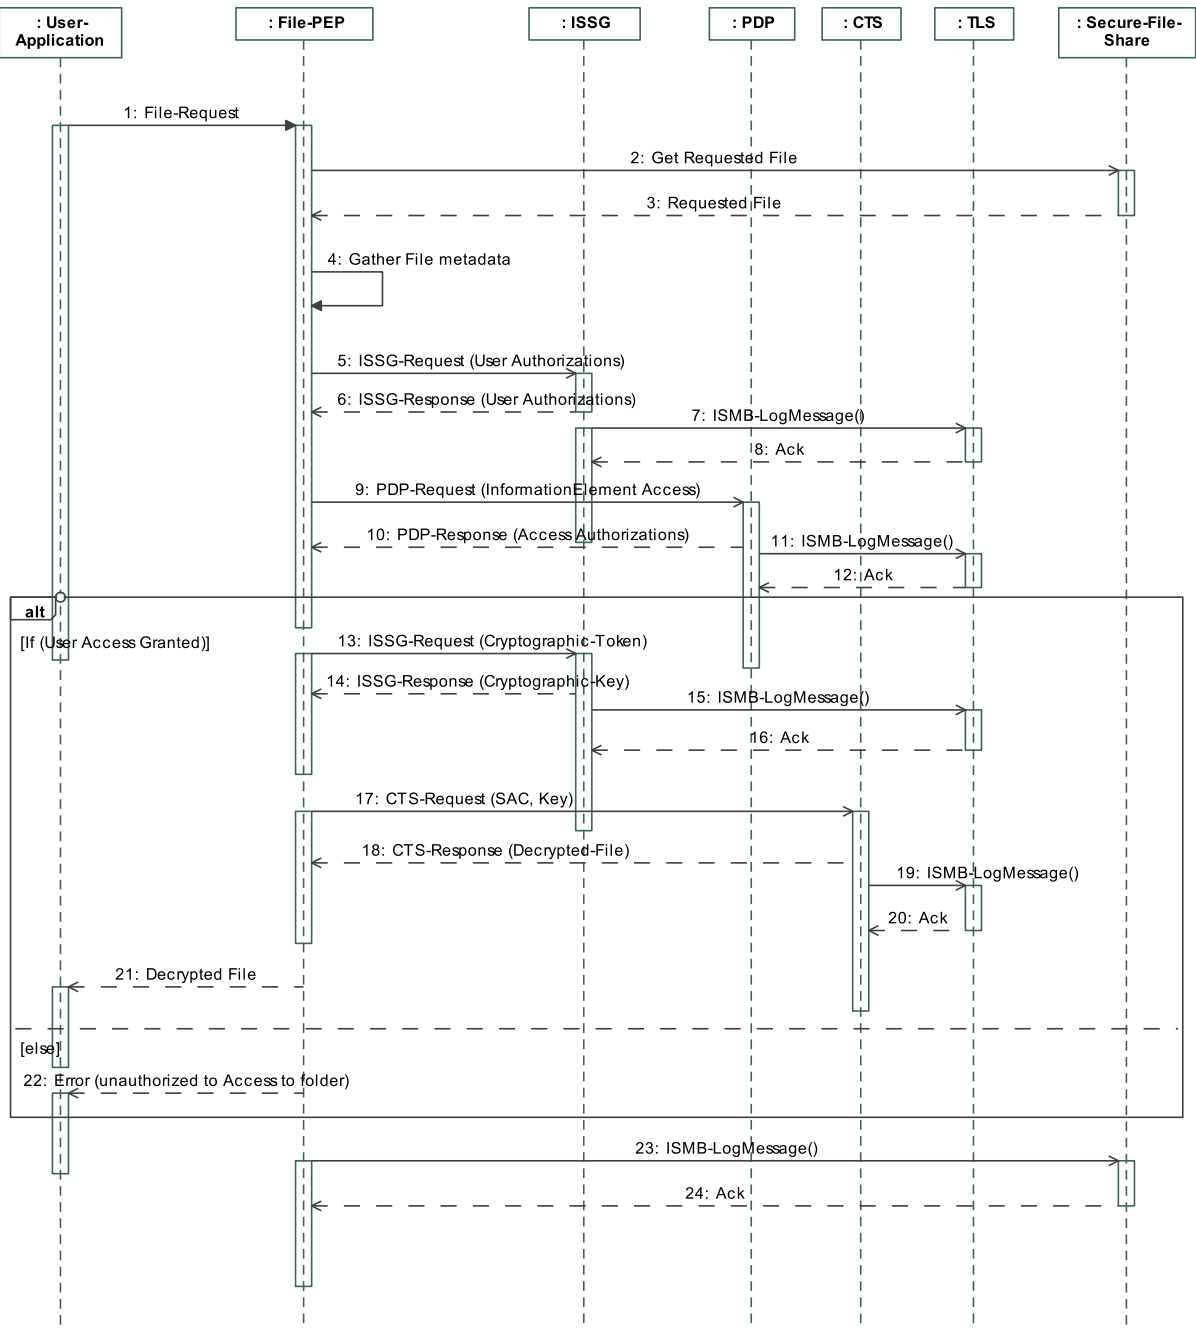 : User-
Application
: File-PEP
: ISSG
: PDP
: CTS
: TLS
: Secure-File-
Share
1: File-Request
2: Get Requested File
3: Requested File
4: Gather File metadata
5: ISSG-Request (User Authorizations)
6: ISSG-Response (User Authorizations)
7: ISMB-LogMessage()
8: Ack
9: PDP-Request (InformationElement Access)
10: PDP-Response (Access Authorizations)
11: ISMB-LogMessage()
12: Ack
alt
[If (User Access Granted)]
13: ISSG-Request (Cryptographic-Token)
14: ISSG-Response (Cryptographic-Key)
15: ISMB-LogMessage()
16: Ack
17: CTS-Request (SAC, Key)
18: CTS-Response (Decrypted-File)
19: ISMB-LogMessage()
20: Ack
21: Decrypted File
[else]
22: Error (unauthorized to Access to folder)
23: ISMB-LogMessage()
24: Ack